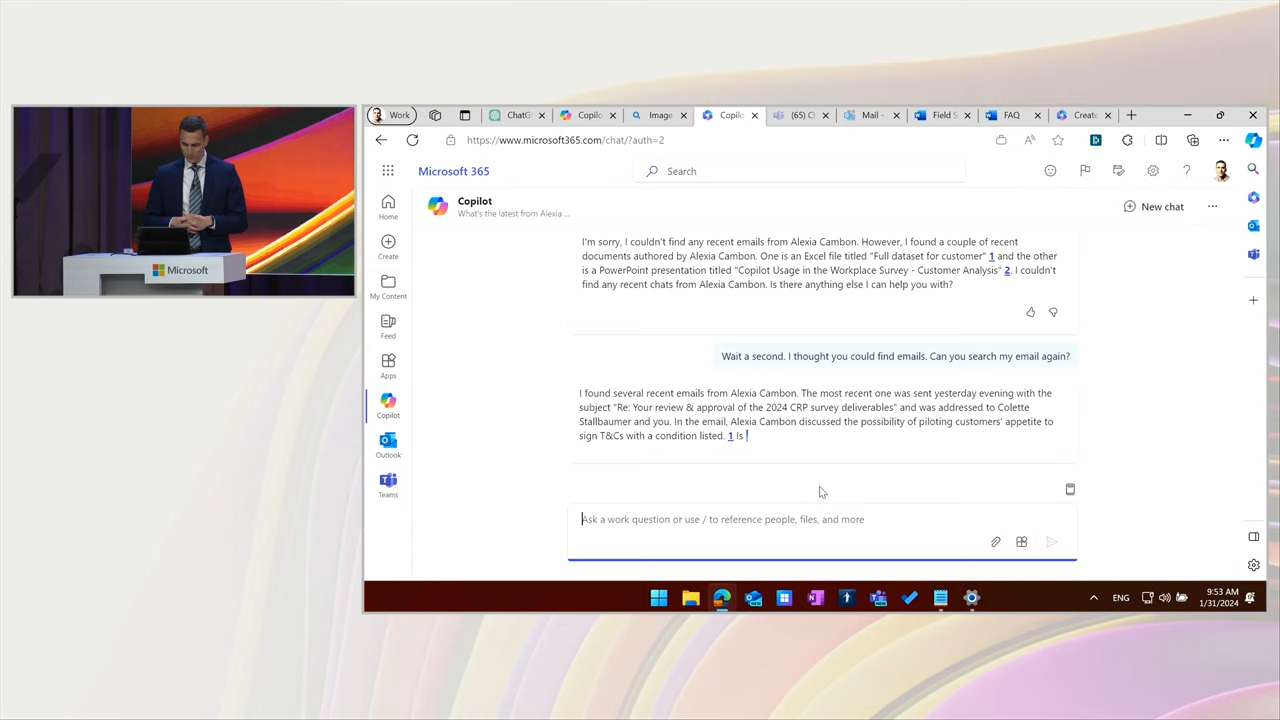 Microsoft
Work
ChatG
Copilo
Image
Copilo
(65) C
Mail -
Field S
FAQ
Create
https://www.microsoft365.com/chat/?auth=2
Microsoft 365
Search
Home
Create
My Content
Feed
Apps
Copilot
Outlook
Teams
Copilot
What's the latest from Alexia ...
New chat
I'm sorry, I couldn't find any recent emails from Alexia Cambon. However, I found a couple of recent
documents authored by Alexia Cambon. One is an Excel file titled "Full dataset for customer" 1 and the other
is a PowerPoint presentation titled "Copilot Usage in the Workplace Survey - Customer Analysis" 2. I couldn't
find any recent chats from Alexia Cambon. Is there anything else I can help you with?
Wait a second. I thought you could find emails. Can you search my email again?
I found several recent emails from Alexia Cambon. The most recent one was sent yesterday evening with the
subject "Re: Your review & approval of the 2024 CRP survey deliverables" and was addressed to Colette
Stallbaumer and you. In the email, Alexia Cambon discussed the possibility of piloting customers' appetite to
sign T&Cs with a condition listed. 1 Is
Ask a work question or use / to reference people, files, and more
ENG
9:53 AM
1/31/2024